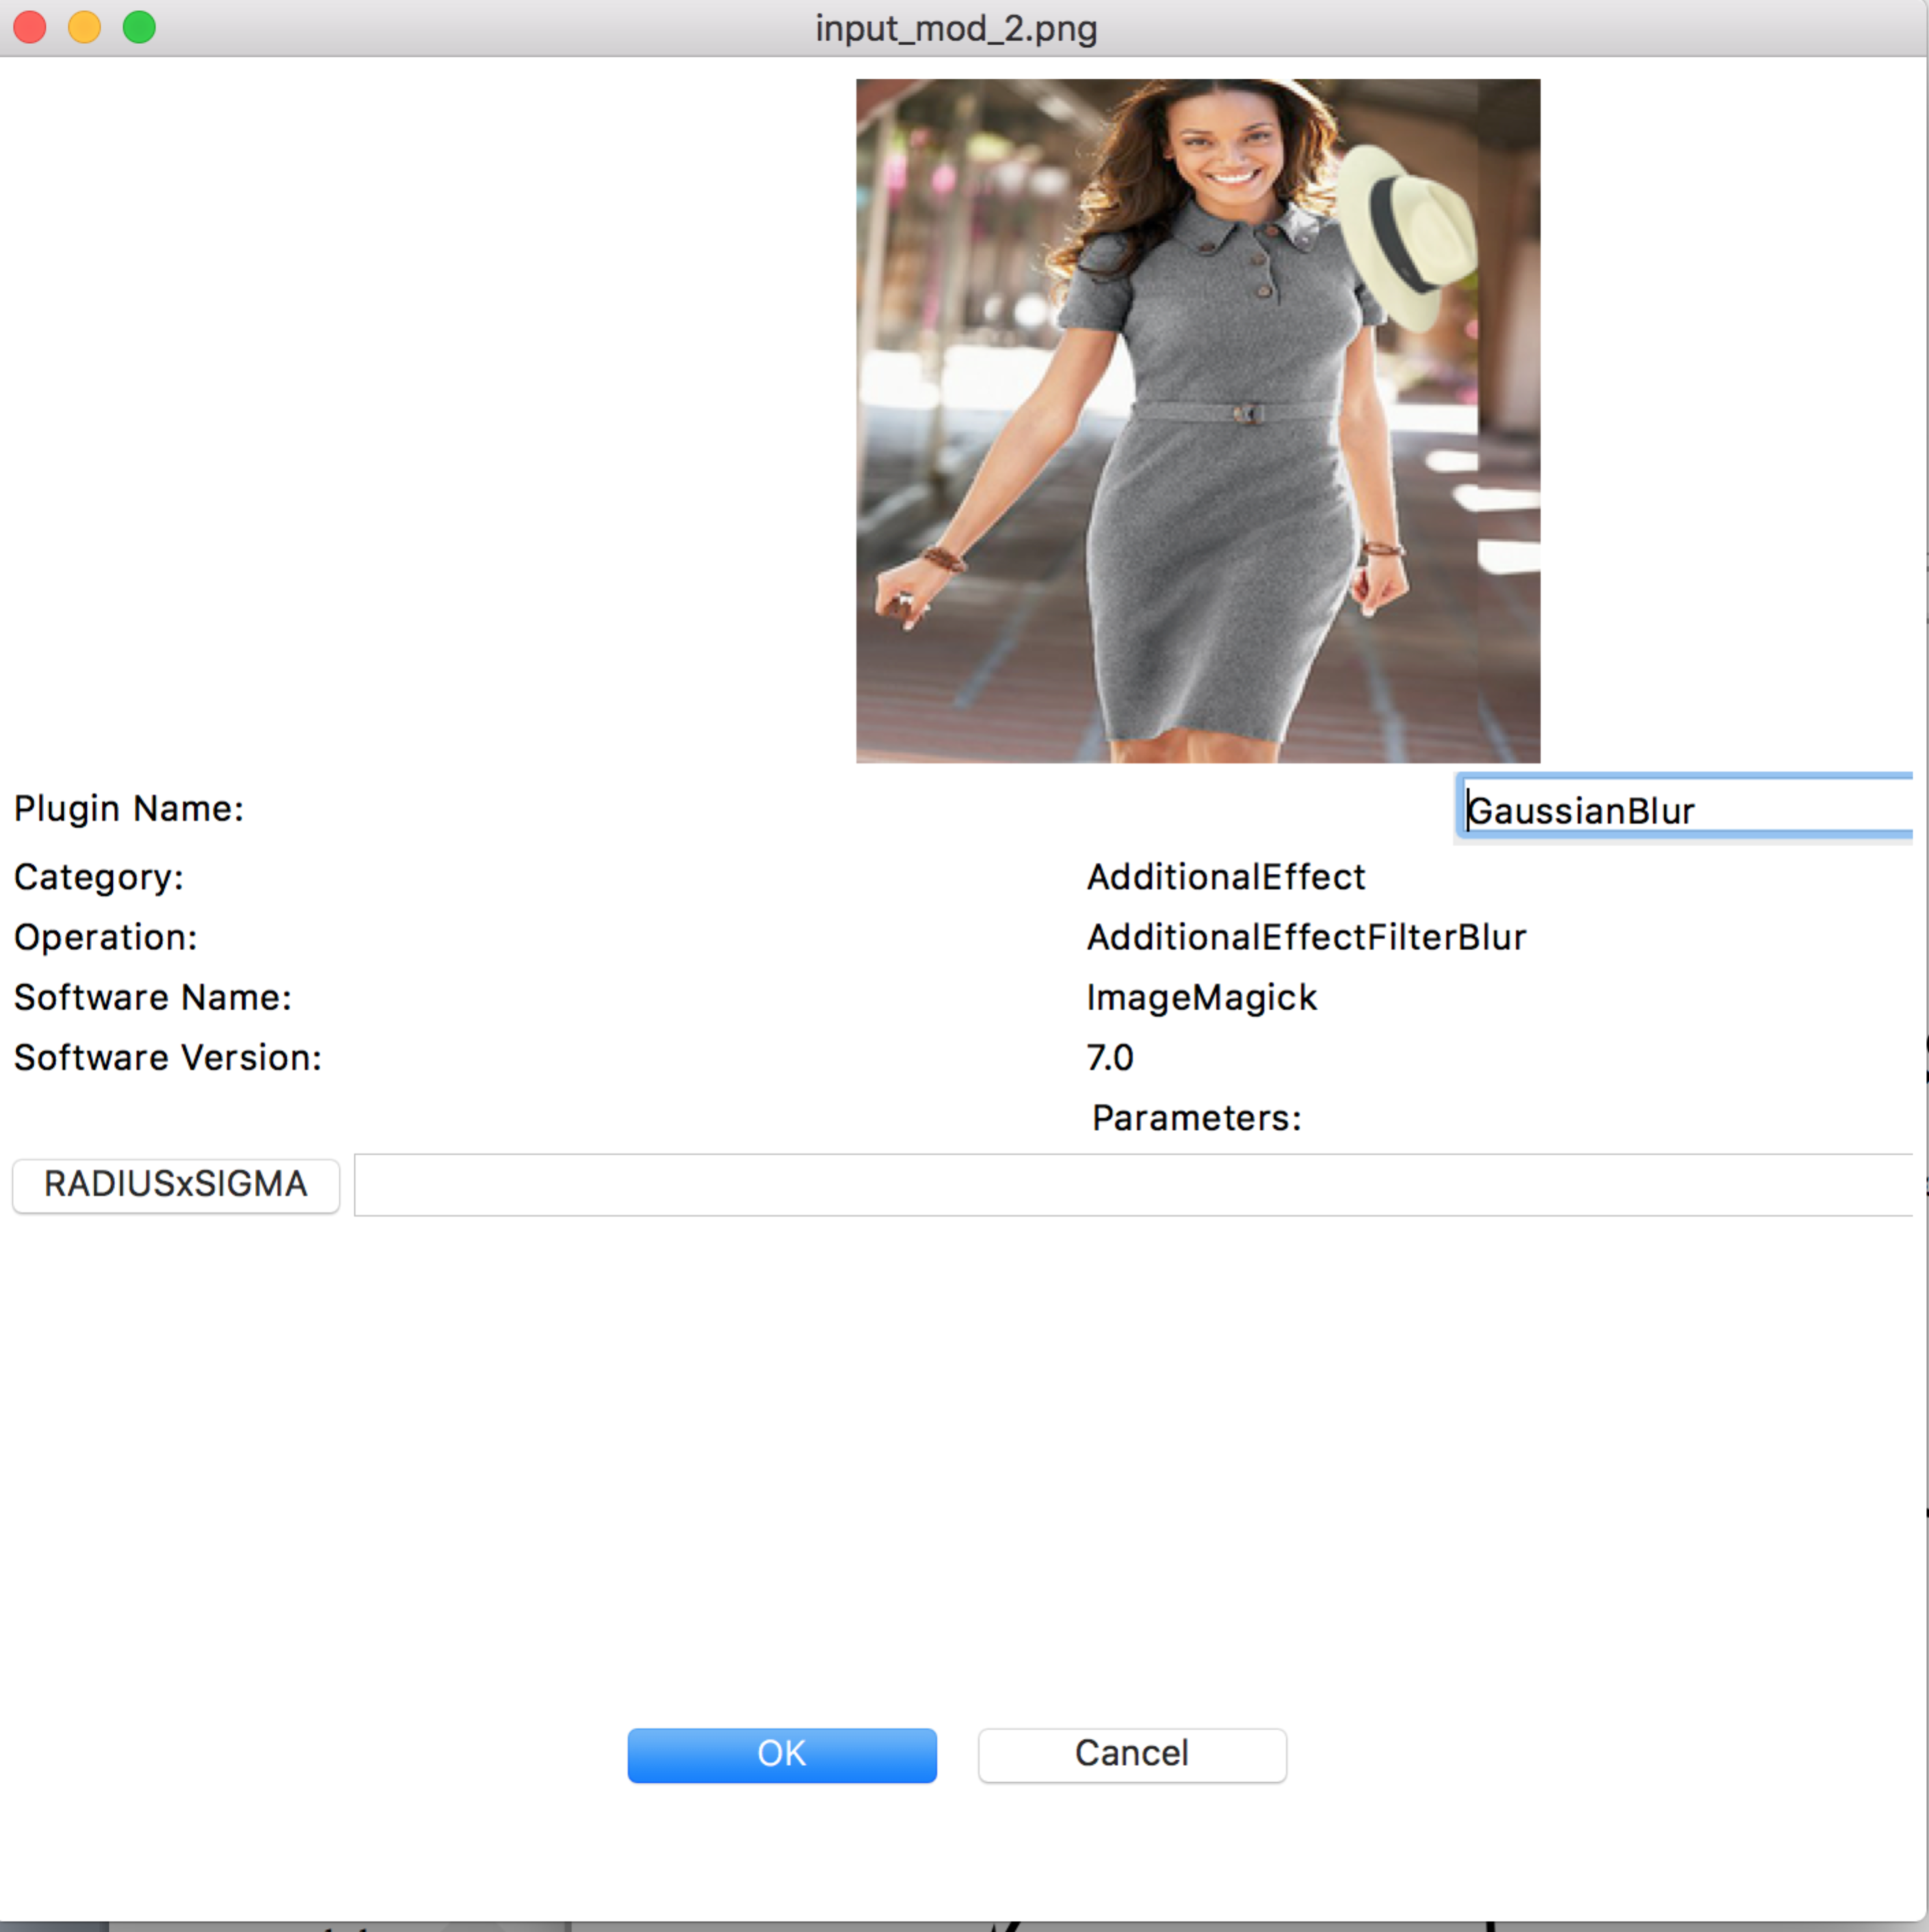 input_mod_2.png
Plugin Name: GaussianBlur
Category: AdditionalEffect
Operation: AdditionalEffectFilterBlur
Software Name: ImageMagick
Software Version: 7.0
Parameters:
RADIUSxSIGMA
OK Cancel